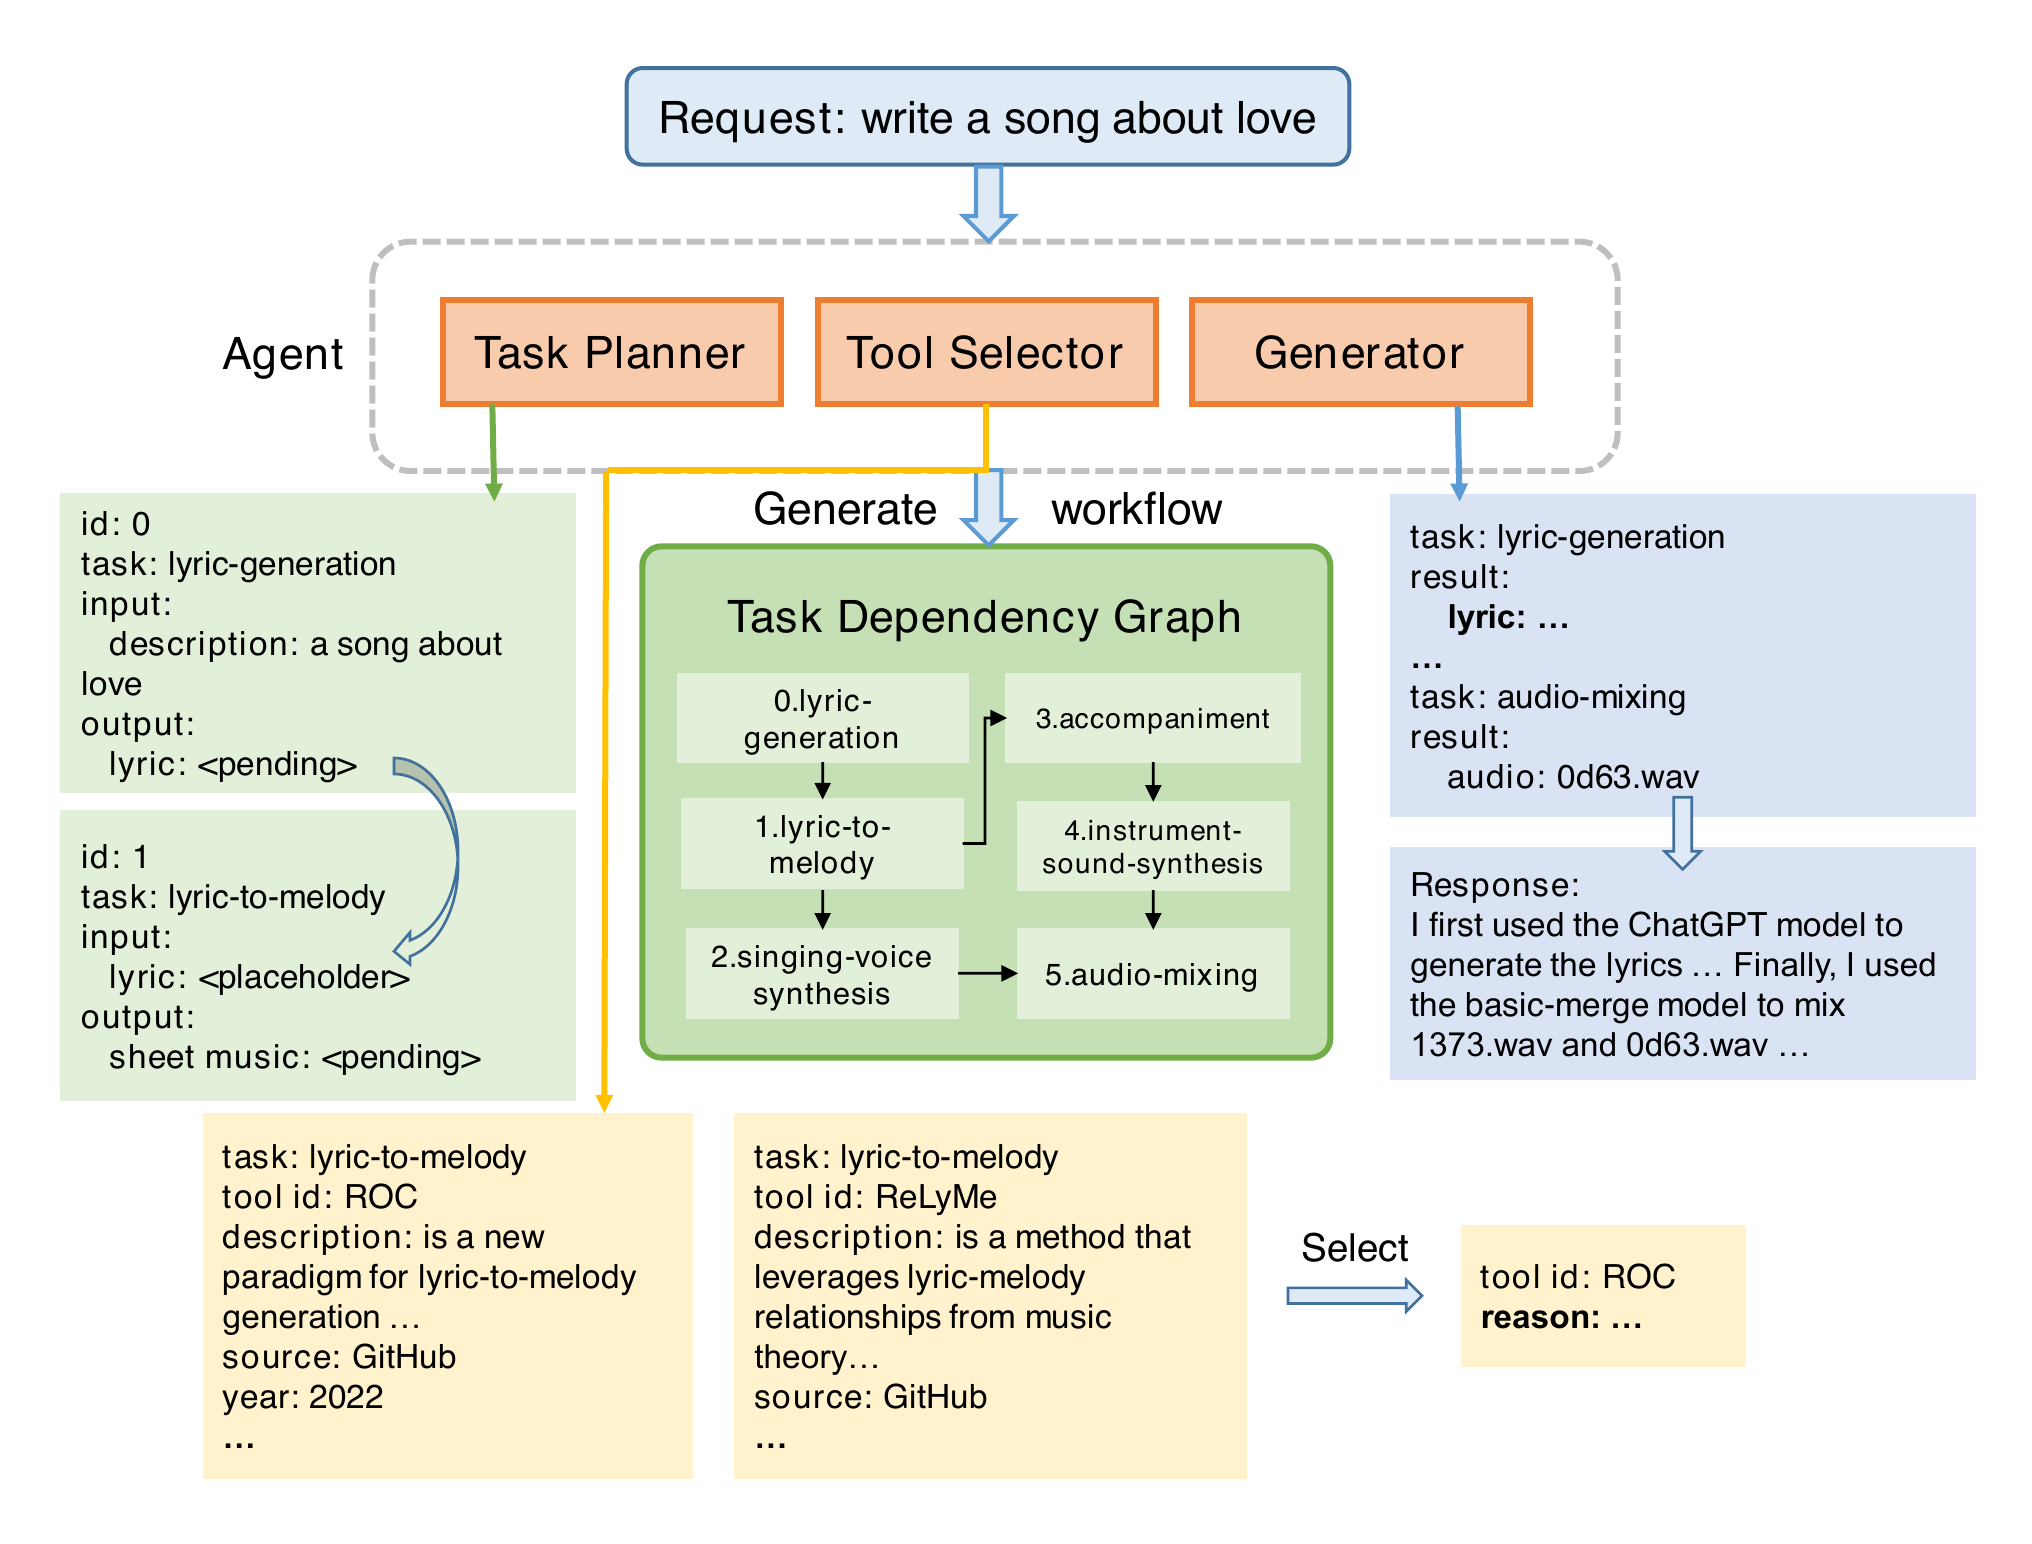 Request: write a song about love
Agent
Task Planner
Tool Selector
Generator
Generate workflow
id: 0
task: lyric-generation
input:
description: a song about
love
output:
lyric: <pending>
id: 1
task: lyric-to-melody
input:
lyric: <placeholder>
output:
sheet music: <pending>
Task Dependency Graph
0.lyric-
generation
1.lyric-to-
melody
2.singing-voice
synthesis
3.accompaniment
4.instrument-
sound-synthesis
5.audio-mixing
task: lyric-generation
result:
lyric: …
…
task: audio-mixing
result:
audio: 0d63.wav
Response:
I first used the ChatGPT model to
generate the lyrics … Finally, I used
the basic-merge model to mix
1373.wav and 0d63.wav …
task: lyric-to-melody
tool id: ROC
description: is a new
paradigm for lyric-to-melody
generation …
source: GitHub
year: 2022
…
task: lyric-to-melody
tool id: ReLyMe
description: is a method that
leverages lyric-melody
relationships from music
theory…
source: GitHub
…
Select
tool id: ROC
reason: …